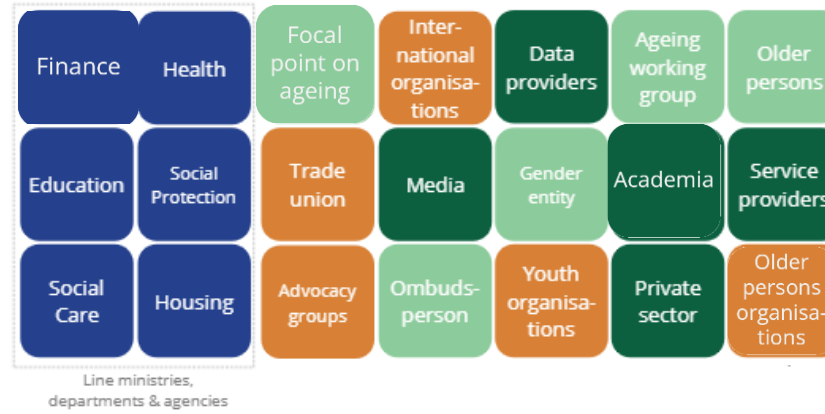 Finance
Health
Focal
point on
ageing
Inter-
national
organisa-
tions
Data
providers
Ageing
working
group
Older
persons
Education
Social
Protection
Trade
union
Media
Gender
entity
Academia
Service
providers
Social
Care
Housing
Advocacy
groups
Ombuds-
person
Youth
organisa-
tions
Private
sector
Older
persons
organisa-
tions
Line ministries,
departments & agencies